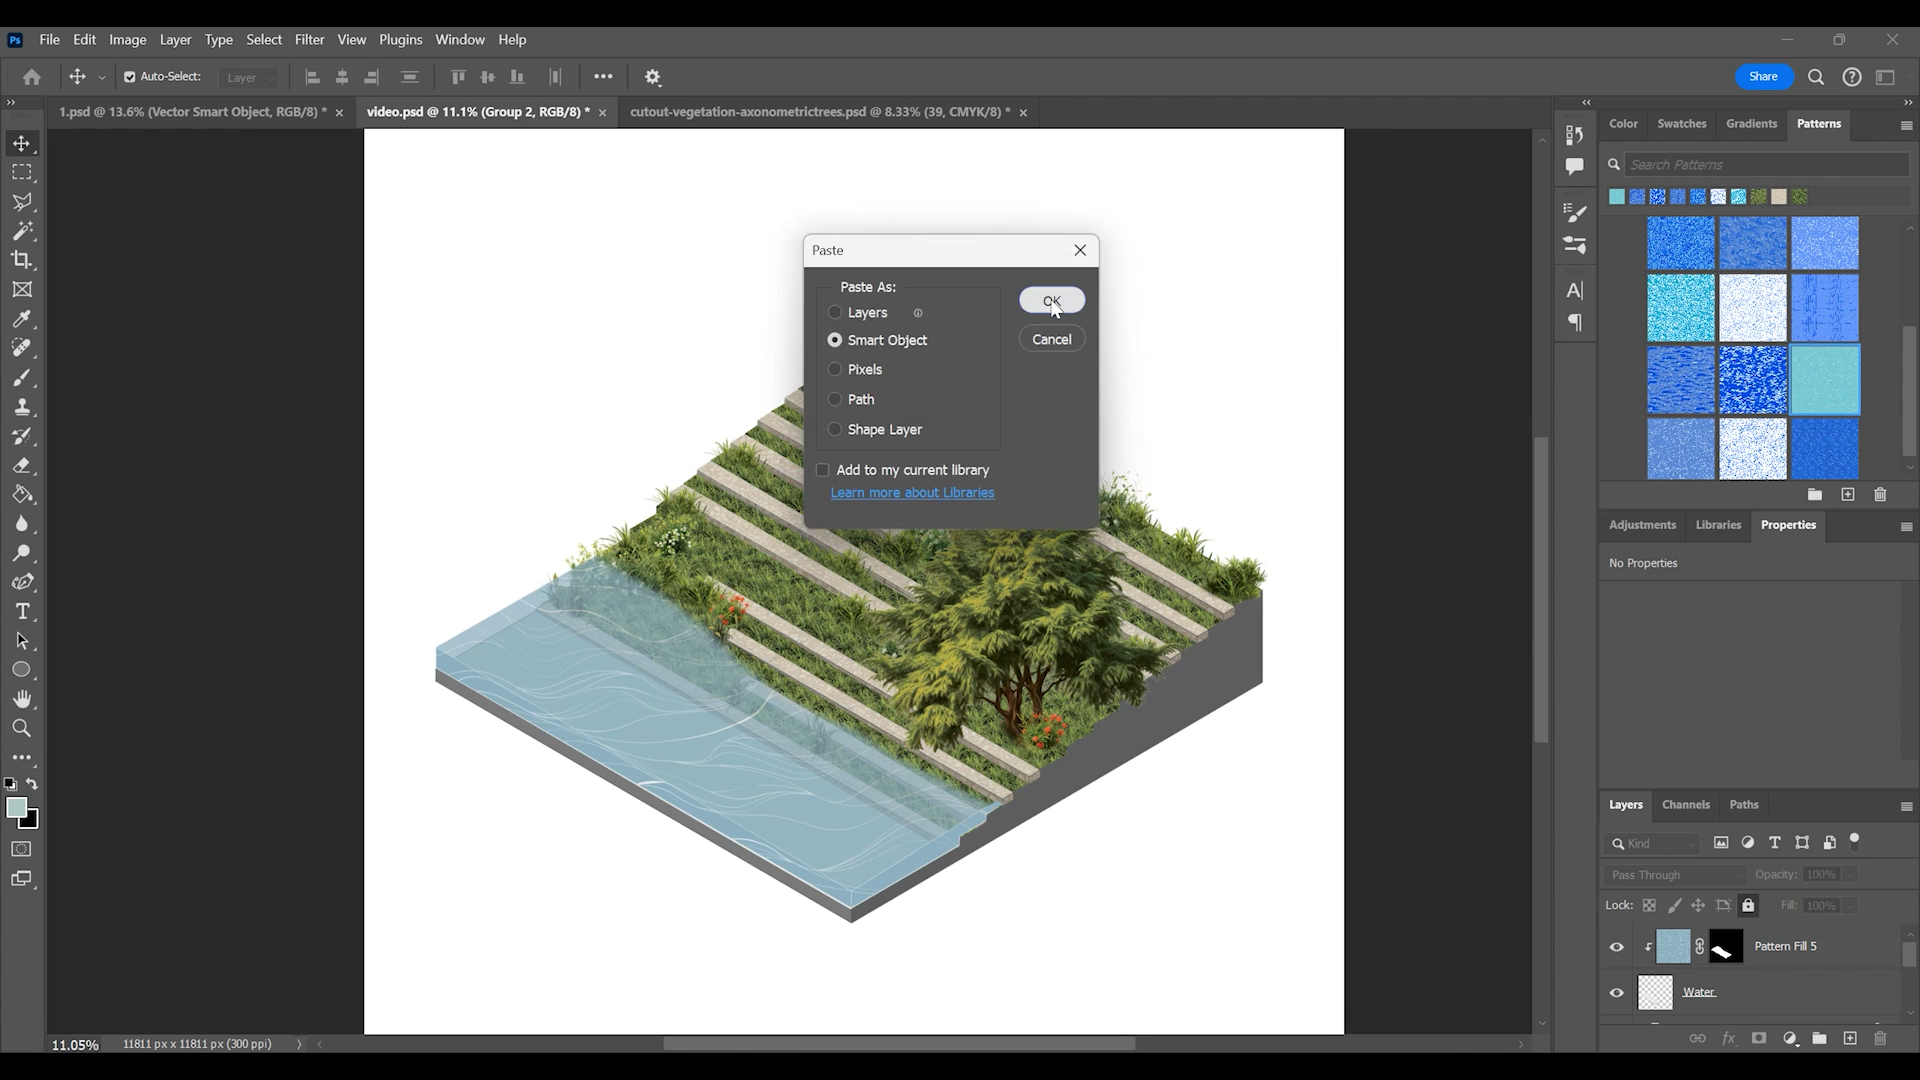 Ps File Edit Image Layer Type Select Filter View Plugins Window Help
Auto-Select: Layer Share
1.psd @ 13.6% (Vector Smart Object, RGB/8) *
video.psd @ 11.1% (Group 2, RGB/8) *
cutout-vegetation-axonometrictrees.psd @ 8.33% (39, CMYK/8) *
Color Swatches Gradients Patterns
Search Patterns
Paste
Paste As:
Layers
Smart Object
Pixels
Path
Shape Layer
OK
Cancel
Add to my current library
Learn more about Libraries
Adjustments Libraries Properties
No Properties
Layers Channels Paths
Kind
Pass Through Opacity: 100%
Lock: Fill: 100%
Pattern Fill 5
Water
fx
11.05% 11811 px x 11811 px (300 ppi)